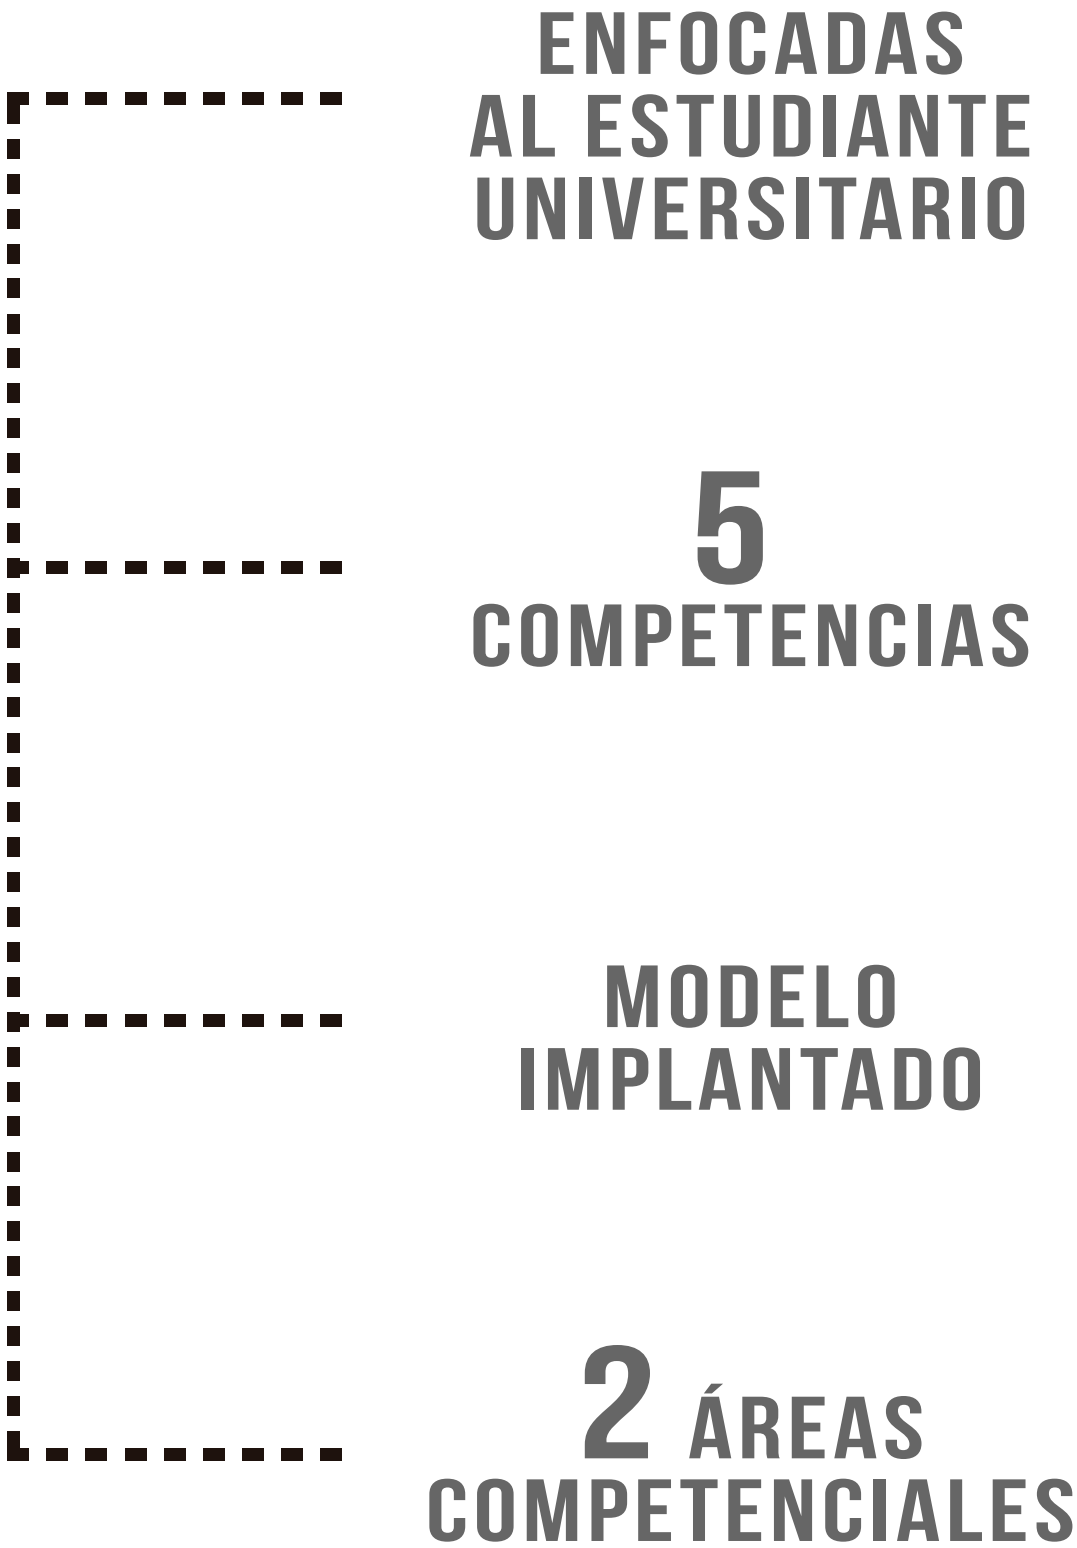 ENFOCADAS
AL ESTUDIANTE
UNIVERSITARIO
5
COMPETENCIAS
MODELO
IMPLANTADO
2 ÁREAS
COMPETENCIALES